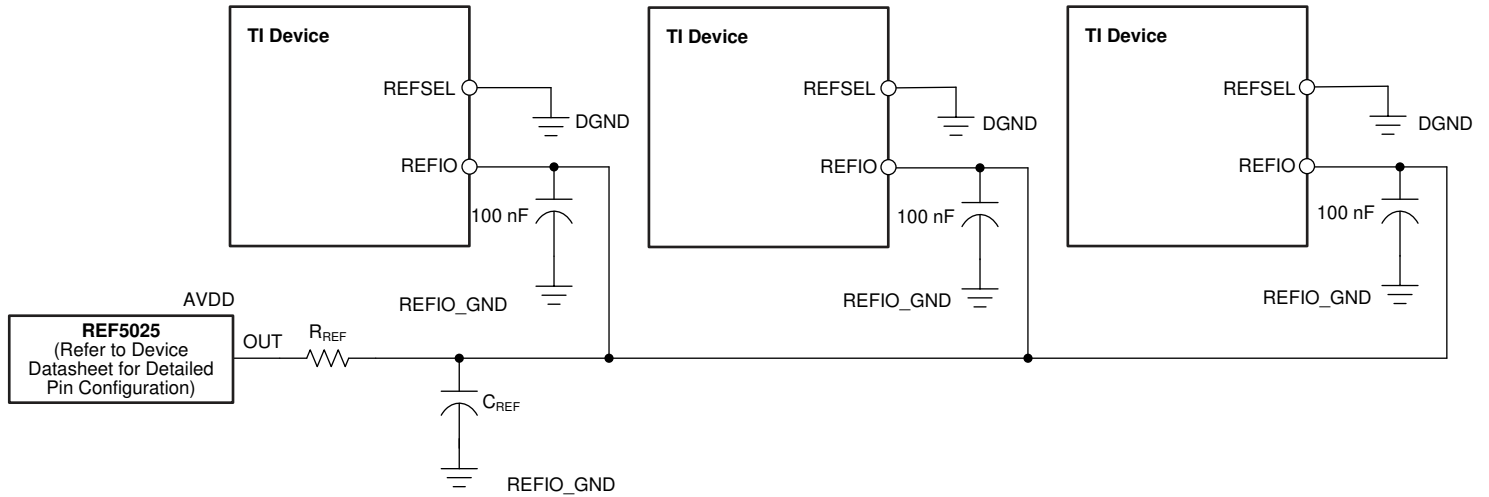 TI Device
REFSEL
DGND
REFIO
100 nF
REFIO_GND
TI Device
REFSEL
DGND
REFIO
100 nF
REFIO_GND
TI Device
REFSEL
DGND
REFIO
100 nF
REFIO_GND
AVDD
REF5025
(Refer to Device
Datasheet for Detailed
Pin Configuration)
OUT
RREF
CREF
REFIO_GND